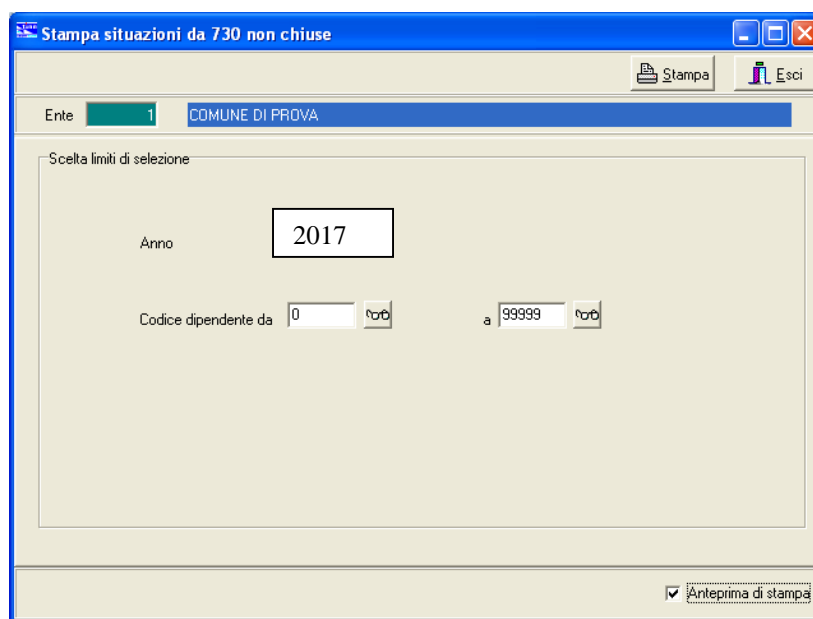 Stampa situazioni da 730 non chiuse
Stampa Esci
Ente 1 COMUNE DI PROVA
Scelta limiti di selezione
Anno 2017
Codice dipendente da 0 a 99999
Anteprima di stampa